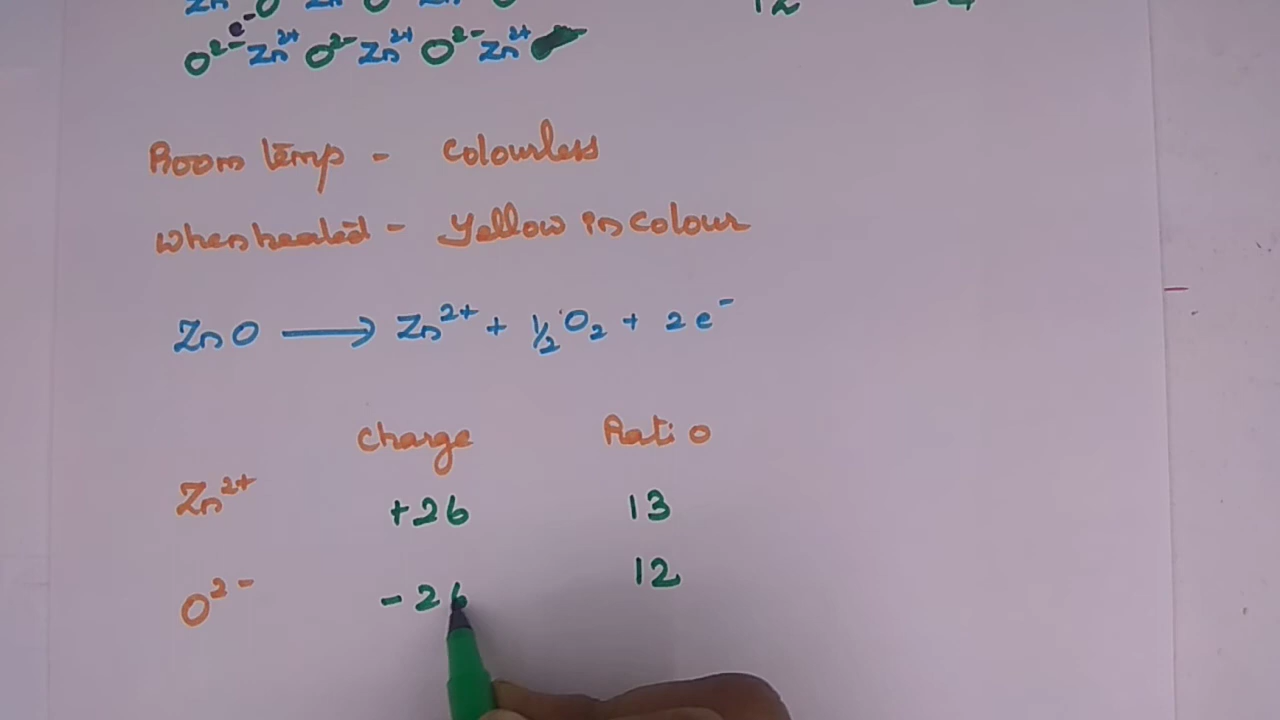 e⁻
O²⁻ Zn²⁺ O²⁻ Zn²⁺ O²⁻ Zn²⁺
Room temp - colourless
When heated - Yellow in colour
ZnO ⟶ Zn²⁺ + ½ O₂ + 2e⁻
Charge Ratio
Zn²⁺ +26 13
O²⁻ -26 12